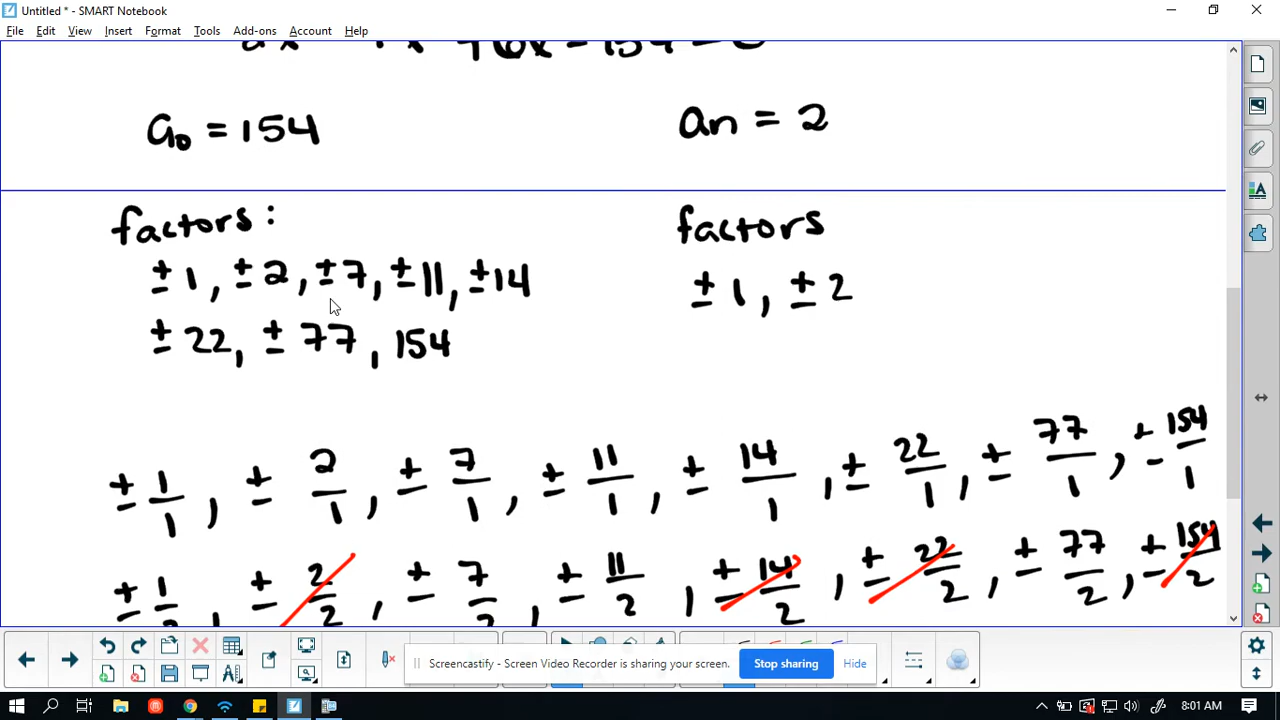 Untitled * - SMART Notebook
File Edit View Insert Format Tools Add-ons Account Help
a₀ = 154
an = 2
factors:
± 1, ± 2, ± 7, ± 11, ± 14
± 22, ± 77, 154
factors
± 1, ± 2
± 1/1, ± 2/1, ± 7/1, ± 11/1, ± 14/1, ± 22/1, ± 77/1, ± 154/1
± 1/2, ± 2/2, ± 7/2, ± 11/2, ± 14/2, ± 22/2, ± 77/2, ± 154/2
Screencastify - Screen Video Recorder is sharing your screen.
Stop sharing
Hide
8:01 AM